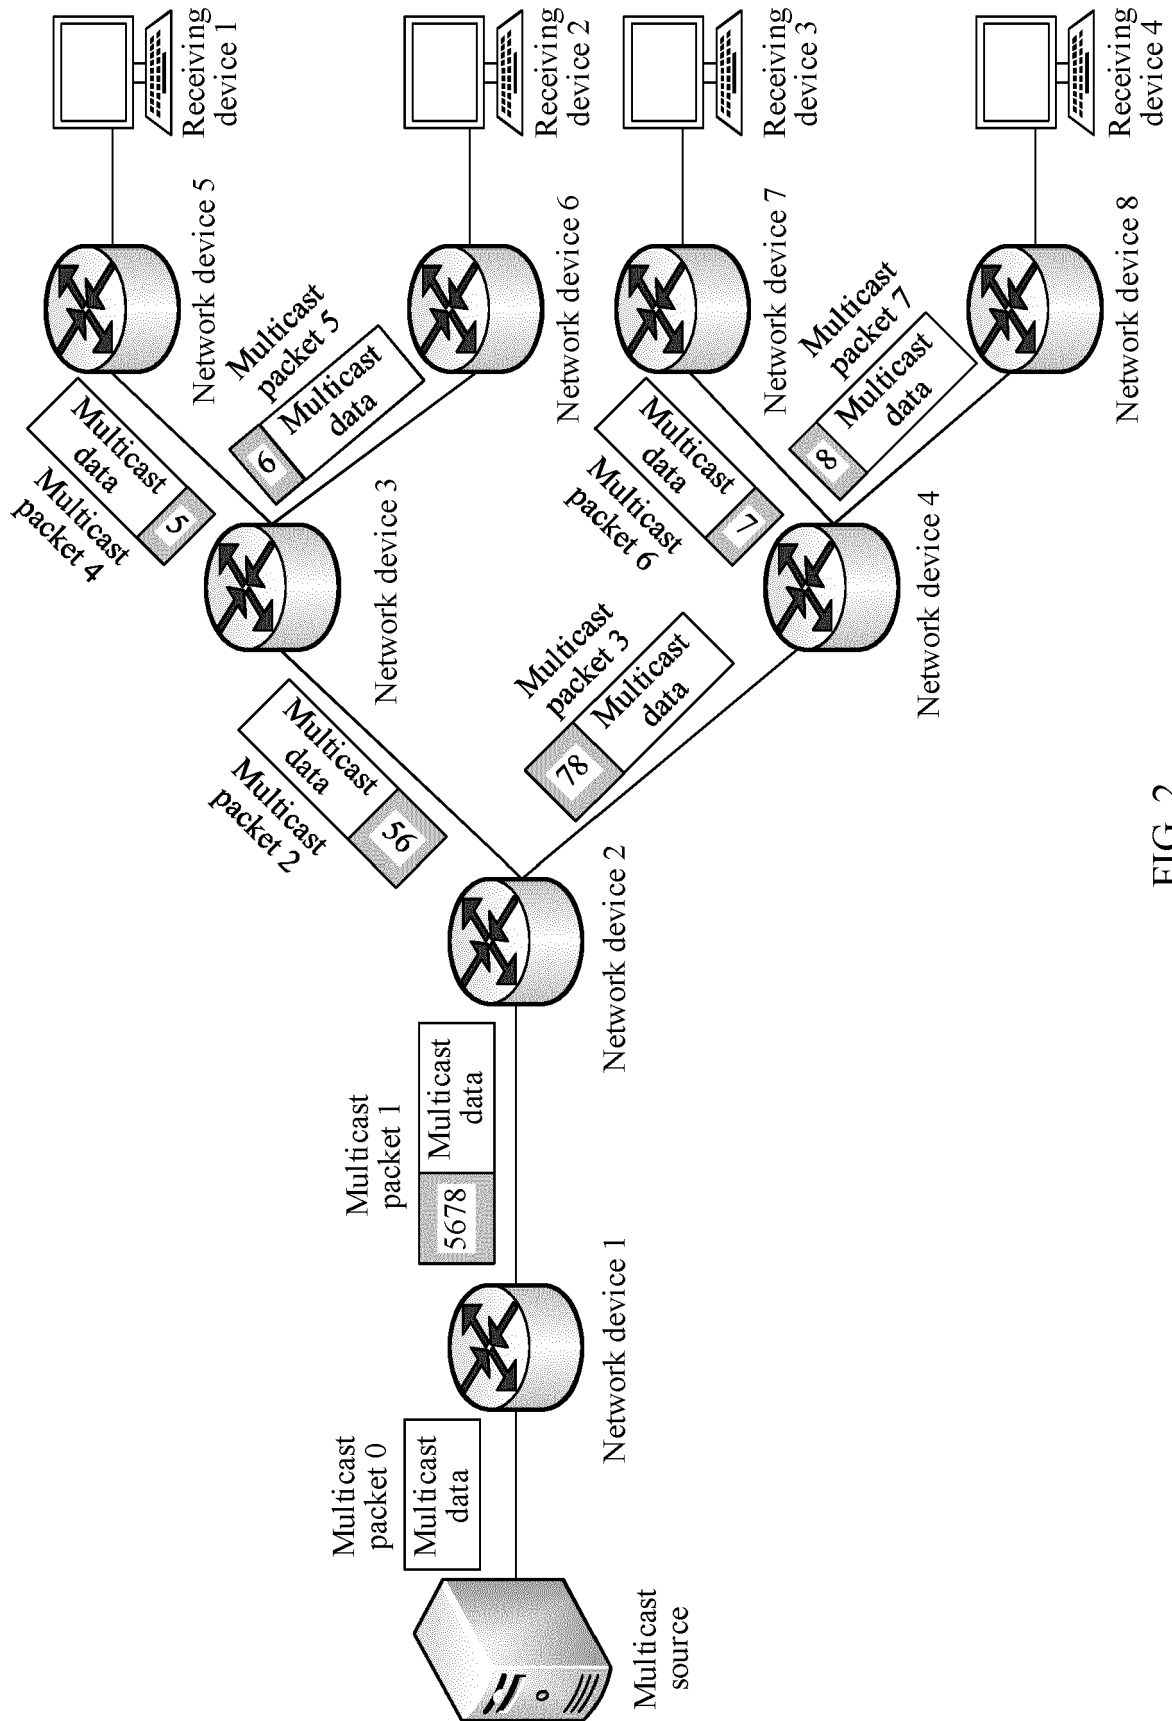 Multicast
source
Multicast
packet 0
Multicast
data
Network device 1
Multicast
packet 1
5678
Multicast
data
Network device 2
Multicast
packet 2
56
Multicast
data
Multicast
packet 3
78
Multicast
data
Network device 3
Network device 4
Multicast
packet 4
5
Multicast
data
Multicast
packet 5
6
Multicast
data
Multicast
packet 6
7
Multicast
data
Multicast
packet 7
8
Multicast
data
Network device 5
Network device 6
Network device 7
Network device 8
Receiving
device 1
Receiving
device 2
Receiving
device 3
Receiving
device 4
FIG. 2